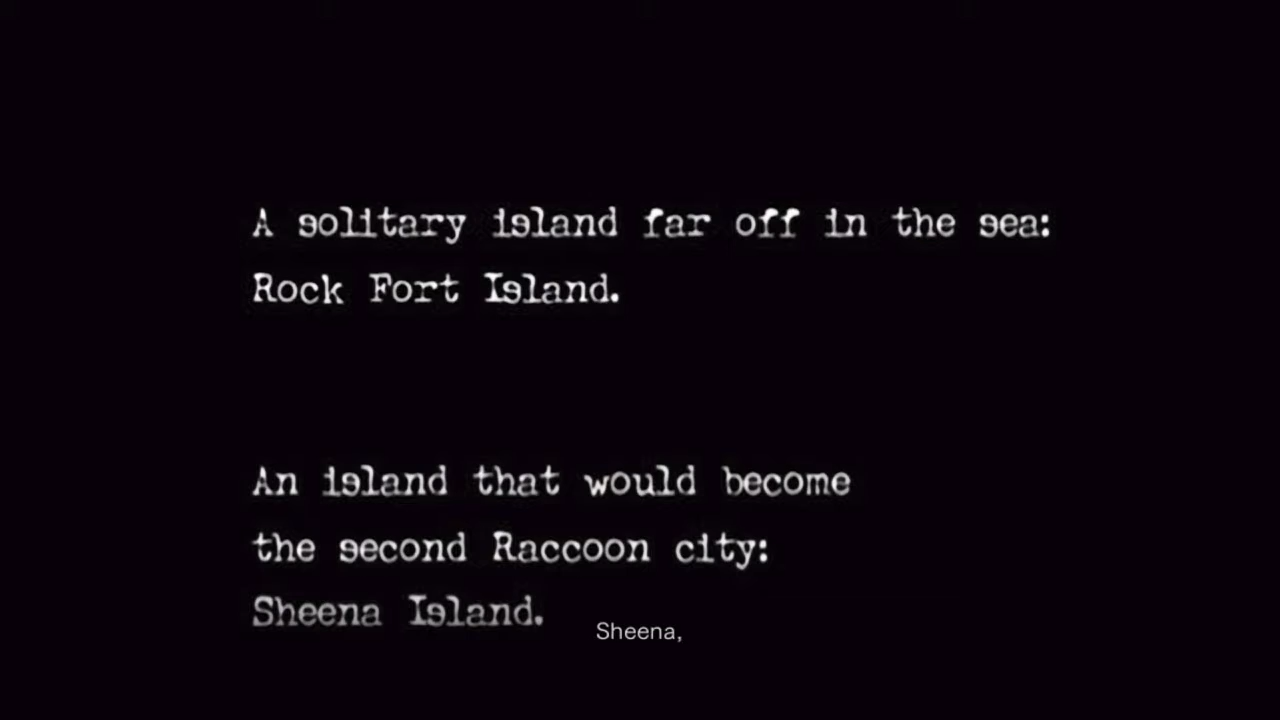 A solitary island far off in the sea:
Rock Fort Island.
An island that would become
the second Raccoon city:
Sheena Island.
Sheena,